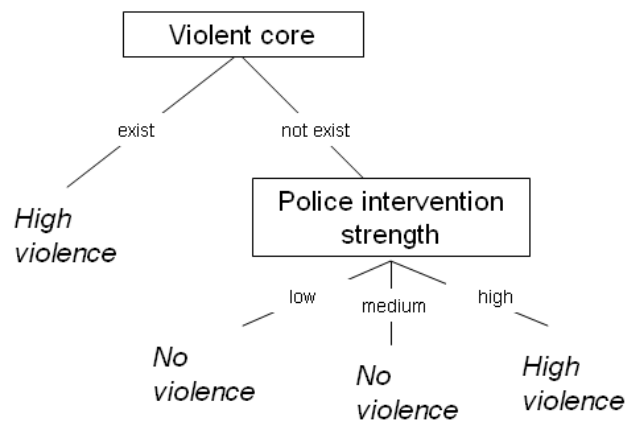 Violent core
exist
not exist
High
violence
Police intervention
strength
low
medium
high
No
violence
No
violence
High
violence